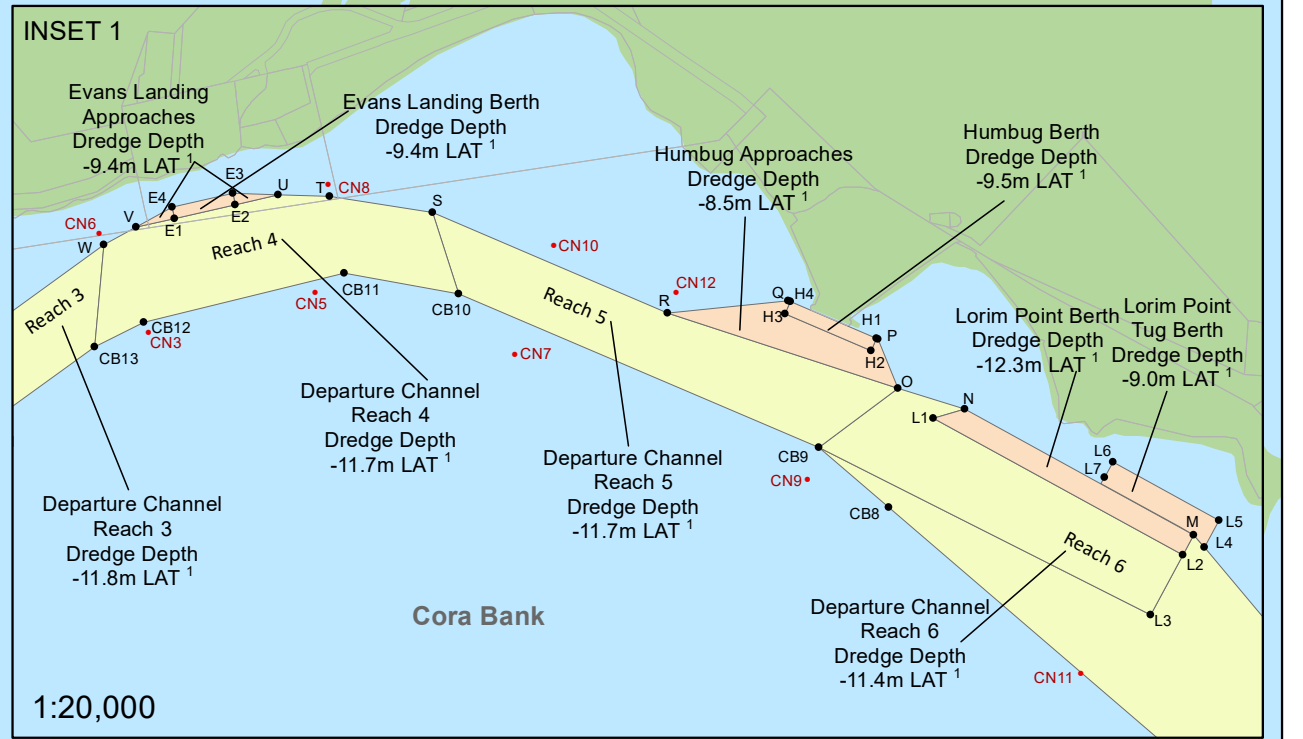 INSET 1
Evans Landing
Approaches
Dredge Depth
-9.4m LAT 1
Evans Landing Berth
Dredge Depth
-9.4m LAT 1
Humbug Approaches
Dredge Depth
-8.5m LAT 1
Humbug Berth
Dredge Depth
-9.5m LAT 1
Lorim Point Berth
Dredge Depth
-12.3m LAT 1
Lorim Point
Tug Berth
Dredge Depth
-9.0m LAT 1
E3
E4
U
T
CN8
S
V
E1
E2
CN6
W
Reach 4
CN10
CN12
Q
H4
H3
R
H1
P
H2
CB11
CN5
CB10
Reach 5
Reach 3
CB12
CN3
CB13
CN7
O
N
L1
Departure Channel
Reach 4
Dredge Depth
-11.7m LAT 1
CB9
CN9
L6
L7
CB8
L5
M
L4
L2
Reach 6
Departure Channel
Reach 5
Dredge Depth
-11.7m LAT 1
Departure Channel
Reach 3
Dredge Depth
-11.8m LAT 1
Cora Bank
Departure Channel
Reach 6
Dredge Depth
-11.4m LAT 1
L3
CN11
1:20,000